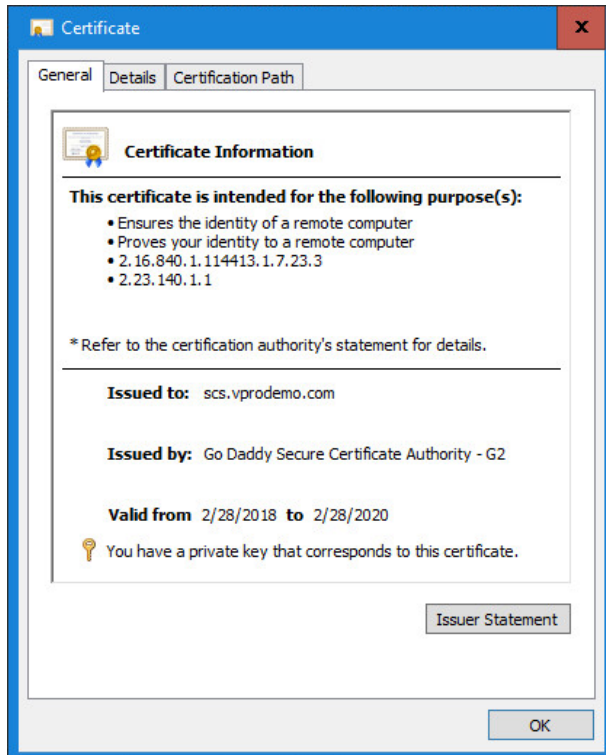 Certificate
x
General Details Certification Path
Certificate Information
This certificate is intended for the following purpose(s):
• Ensures the identity of a remote computer
• Proves your identity to a remote computer
• 2.16.840.1.114413.1.7.23.3
• 2.23.140.1.1
* Refer to the certification authority's statement for details.
Issued to: scs.vprodemo.com
Issued by: Go Daddy Secure Certificate Authority - G2
Valid from 2/28/2018 to 2/28/2020
You have a private key that corresponds to this certificate.
Issuer Statement
OK